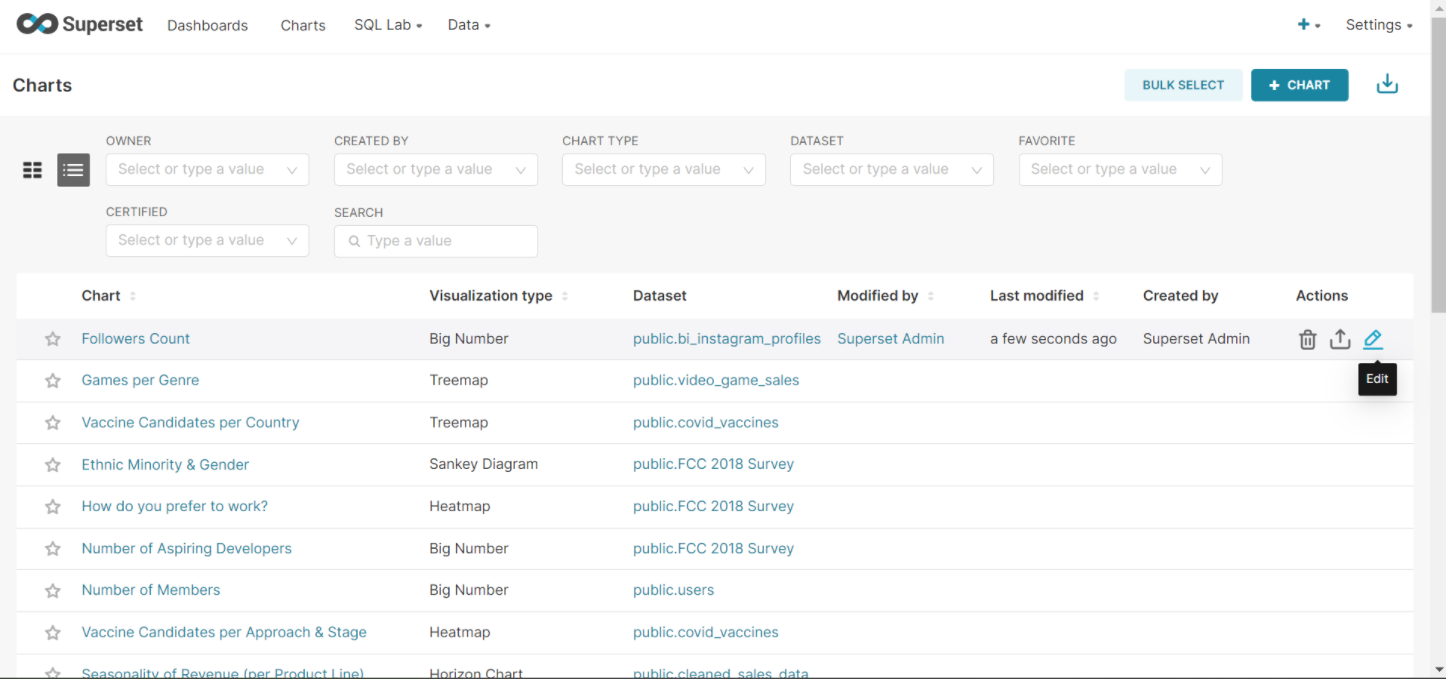 Superset Dashboards Charts SQL Lab Data + Settings
Charts BULK SELECT + CHART
OWNER CREATED BY CHART TYPE DATASET FAVORITE
Select or type a value Select or type a value Select or type a value Select or type a value Select or type a value
CERTIFIED SEARCH
Select or type a value Type a value
Chart Visualization type Dataset Modified by Last modified Created by Actions
Followers Count Big Number public.bi_instagram_profiles Superset Admin a few seconds ago Superset Admin
Games per Genre Treemap public.video_game_sales Edit
Vaccine Candidates per Country Treemap public.covid_vaccines
Ethnic Minority & Gender Sankey Diagram public.FCC 2018 Survey
How do you prefer to work? Heatmap public.FCC 2018 Survey
Number of Aspiring Developers Big Number public.FCC 2018 Survey
Number of Members Big Number public.users
Vaccine Candidates per Approach & Stage Heatmap public.covid_vaccines
Seasonality of Revenue (per Product Line) Horizon Chart public.cleaned_sales_data